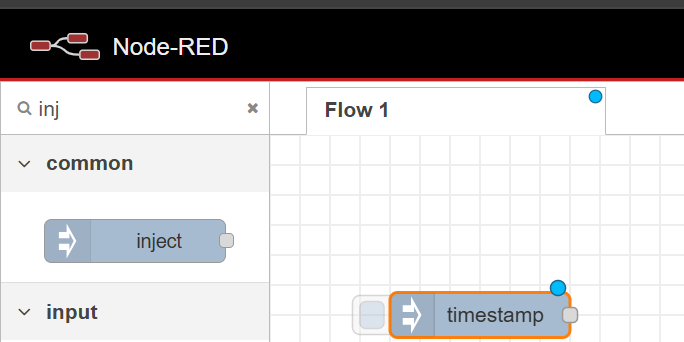 Node-RED
inj
Flow 1
common
inject
input
timestamp